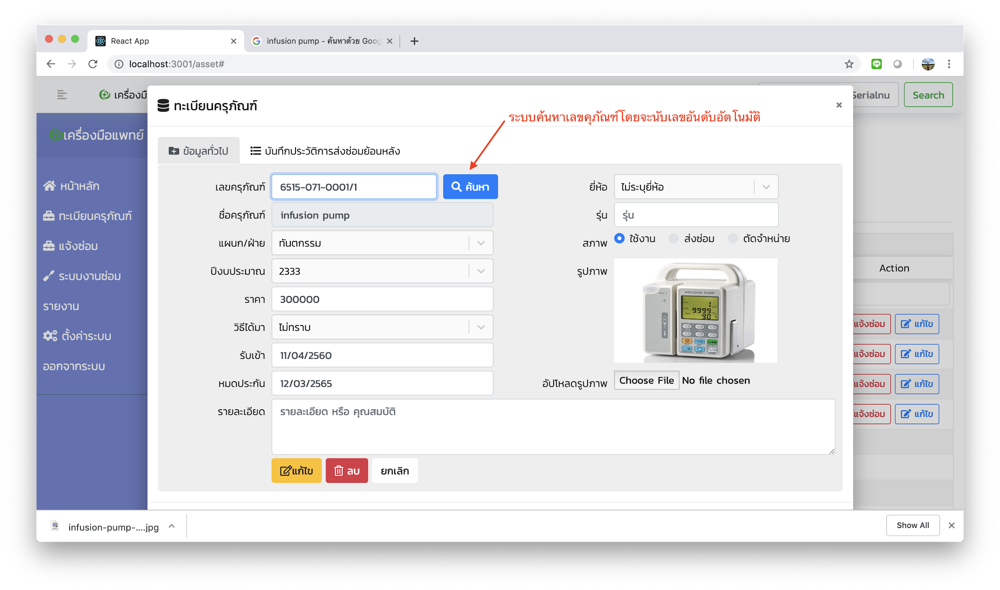 React App
infusion pump - ค้นหาด้วย Goog
localhost:3001/asset#
เครื่องมื
Serialnu
Search
ทะเบียนครุภัณฑ์
ระบบค้นหาเลขคุภัณฑ์โดยจะนับเลขอันดับอัตโนมัติ
เครื่องมือแพทย์
หน้าหลัก
ทะเบียนครุภัณฑ์
แจ้งซ่อม
ระบบงานซ่อม
รายงาน
ตั้งค่าระบบ
ออกจากระบบ
ข้อมูลทั่วไป
บันทึกประวัติการส่งซ่อมย้อนหลัง
เลขครุภัณฑ์ 6515-071-0001/1 ค้นหา
ชื่อครุภัณฑ์ infusion pump
แผนก/ฝ่าย ทันตกรรม
ปีงบประมาณ 2333
ราคา 300000
วิธีได้มา ไม่ทราบ
รับเข้า 11/04/2560
หมดประกัน 12/03/2565
รายละเอียด รายละเอียด หรือ คุณสมบัติ
ยี่ห้อ ไม่ระบุยี่ห้อ
รุ่น รุ่น
สภาพ ใช้งาน ส่งซ่อม ตัดจำหน่าย
รูปภาพ
INFUSION PUMP
1
9999
90
อัปโหลดรูปภาพ Choose File No file chosen
แก้ไข ลบ ยกเลิก
Action
แจ้งซ่อม แก้ไข
แจ้งซ่อม แก้ไข
แจ้งซ่อม แก้ไข
แจ้งซ่อม แก้ไข
infusion-pump-....jpg
Show All